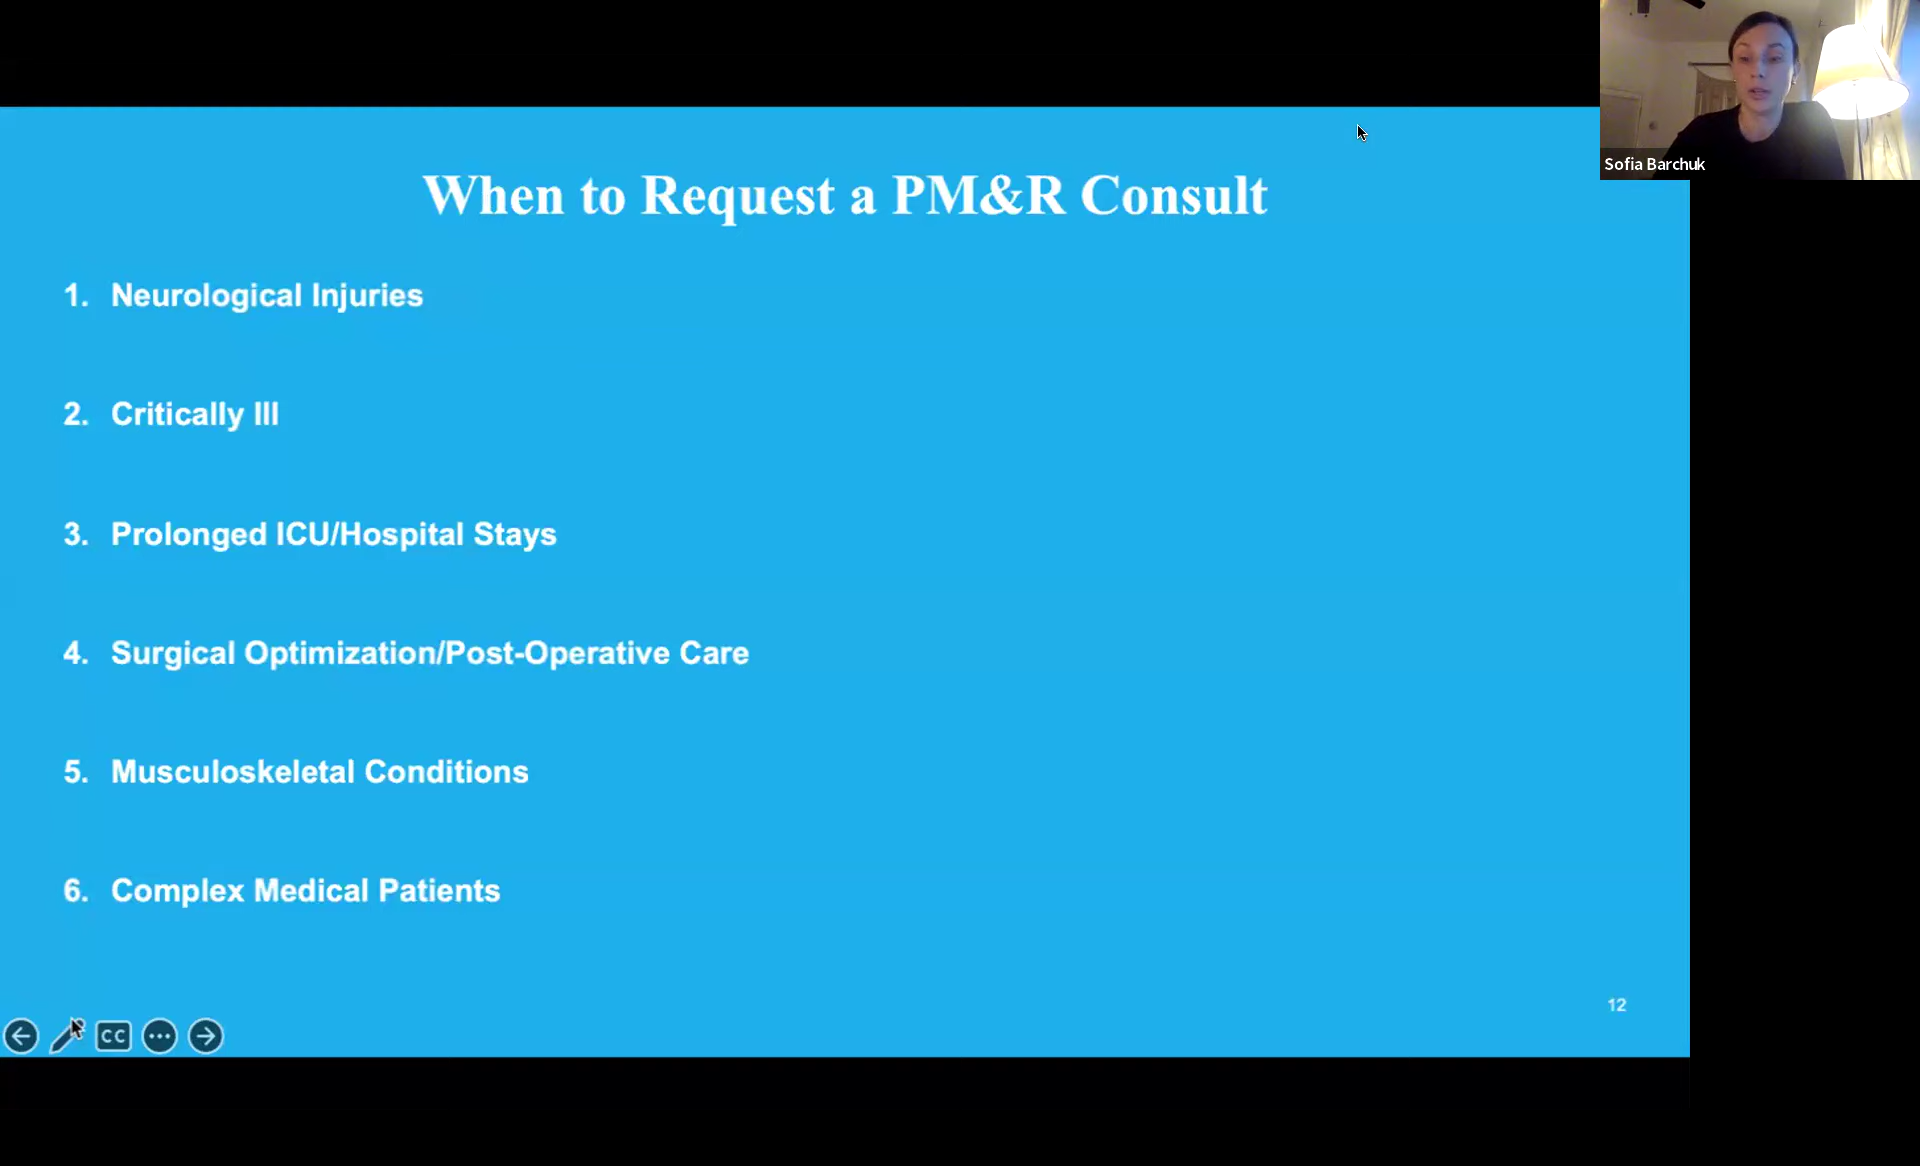 Sofia Barchuk
When to Request a PM&R Consult
1. Neurological Injuries
2. Critically Ill
3. Prolonged ICU/Hospital Stays
4. Surgical Optimization/Post-Operative Care
5. Musculoskeletal Conditions
6. Complex Medical Patients
12
CC